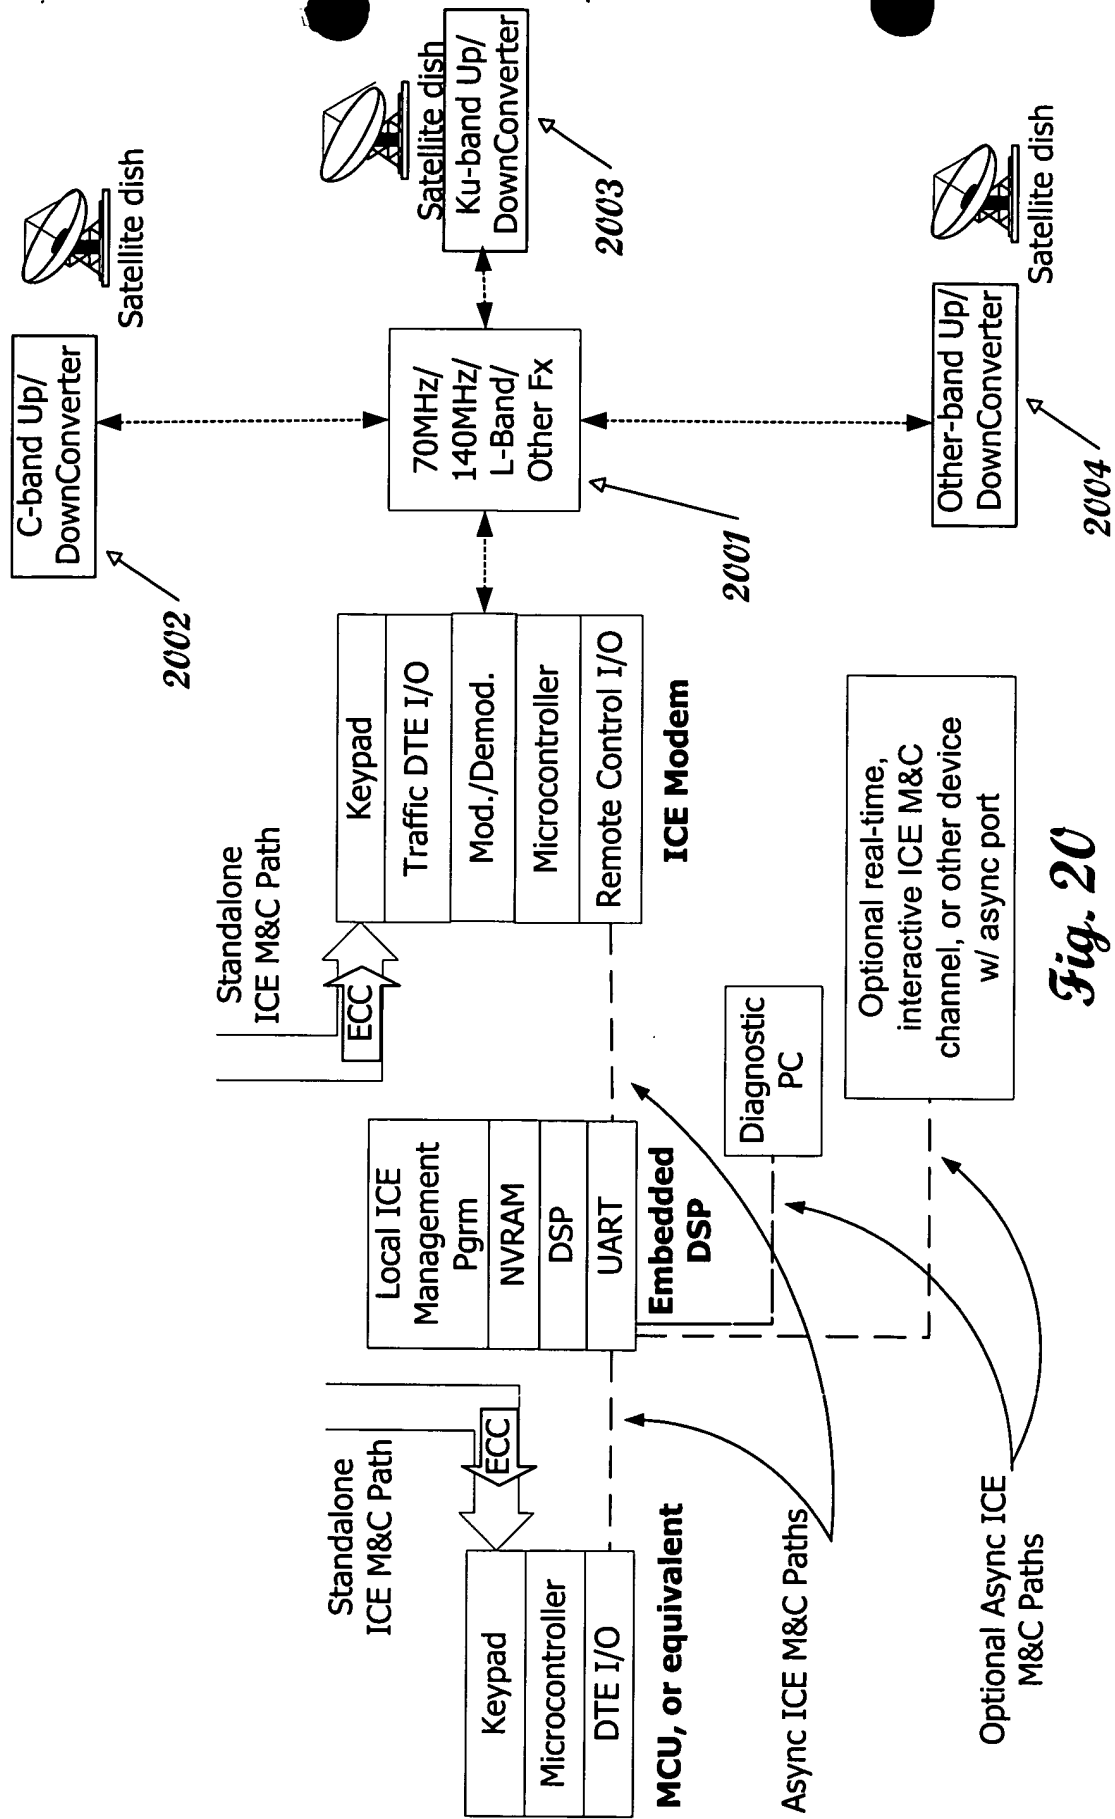 C-band Up/
DownConverter
Satellite dish
2002
Satellite dish
Ku-band Up/
DownConverter
2003
70MHz/
140MHz/
L-Band/
Other Fx
2001
Other-band Up/
DownConverter
Satellite dish
2004
Standalone
ICE M&C Path
ECC
Keypad
Traffic DTE I/O
Mod./Demod.
Microcontroller
Remote Control I/O
ICE Modem
Local ICE
Management
Pgrm
NVRAM
DSP
UART
Embedded
DSP
Diagnostic
PC
Optional real-time,
interactive ICE M&C
channel, or other device
w/ async port
Standalone
ICE M&C Path
ECC
Keypad
Microcontroller
DTE I/O
MCU, or equivalent
Async ICE M&C Paths
Optional Async ICE
M&C Paths
Fig. 20